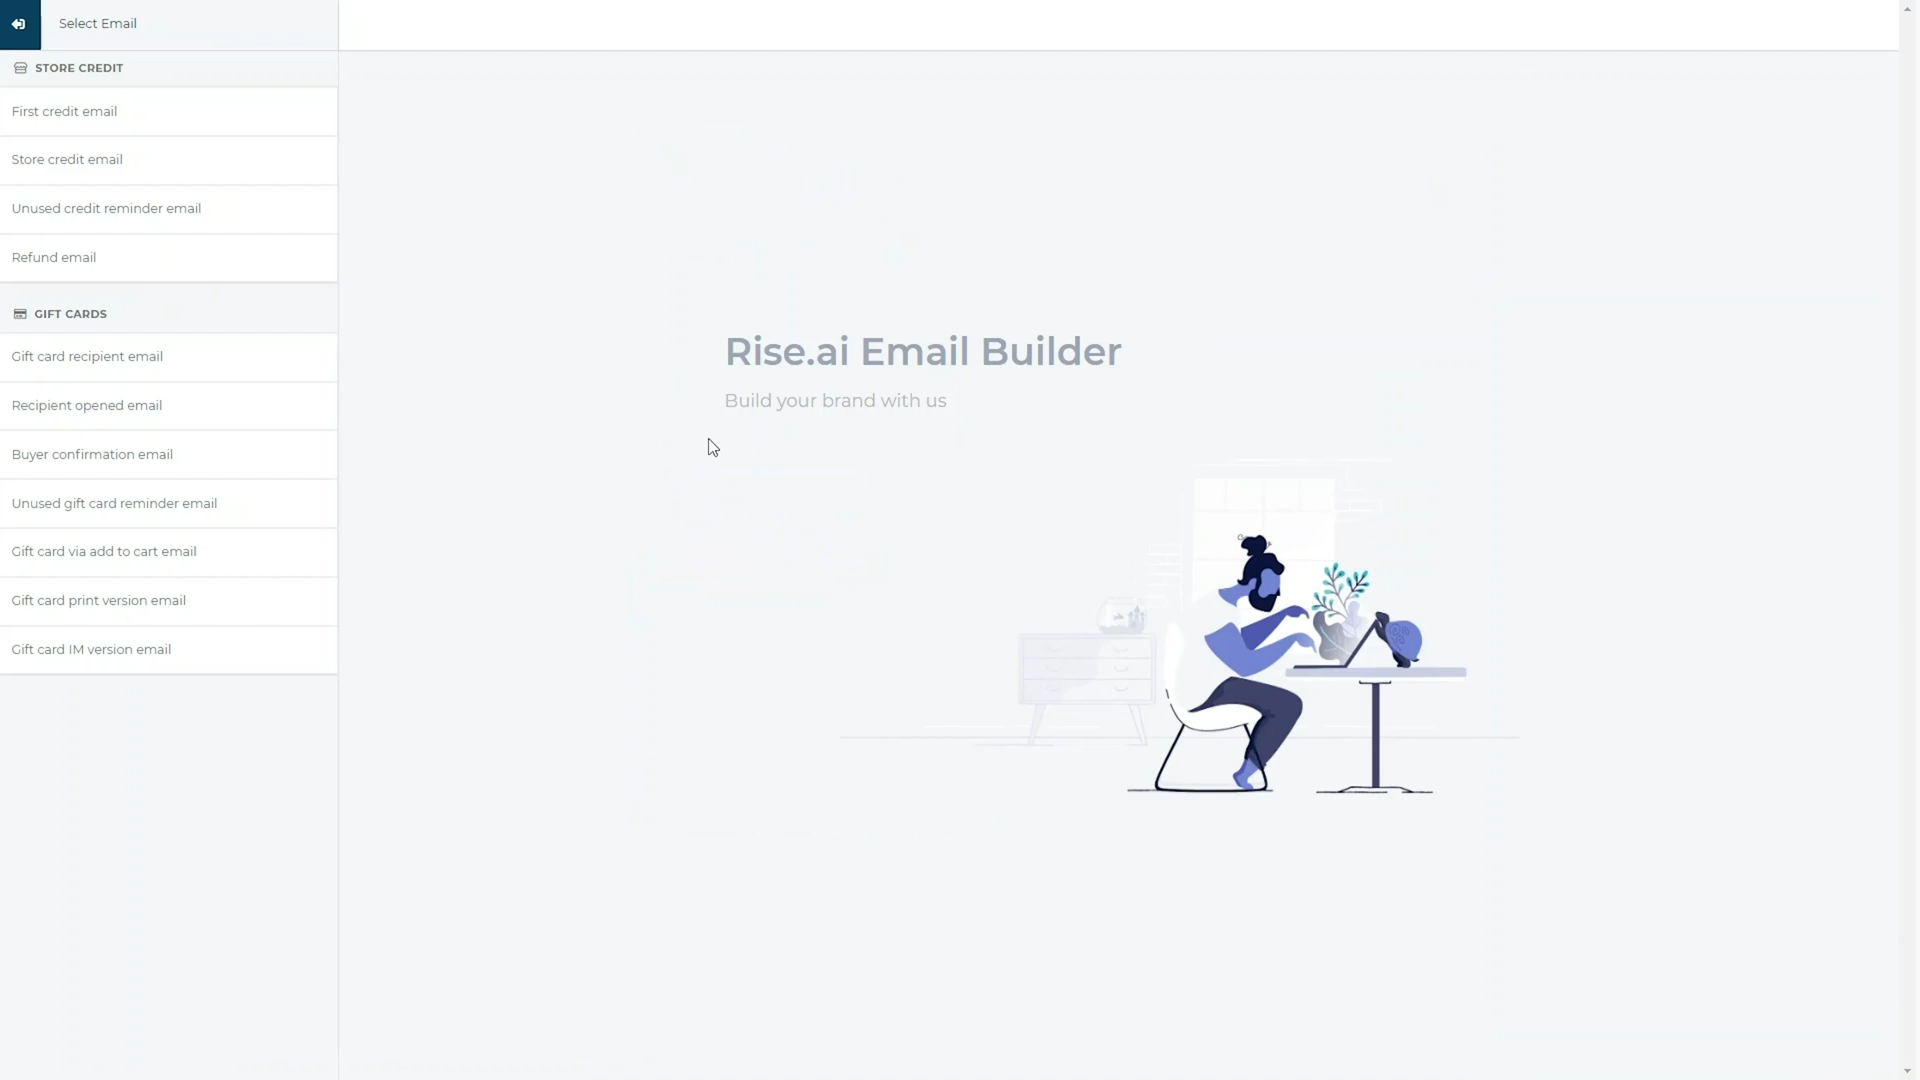 Select Email
STORE CREDIT
First credit email
Store credit email
Unused credit reminder email
Refund email
GIFT CARDS
Gift card recipient email
Recipient opened email
Buyer confirmation email
Unused gift card reminder email
Gift card via add to cart email
Gift card print version email
Gift card IM version email
Rise.ai Email Builder
Build your brand with us